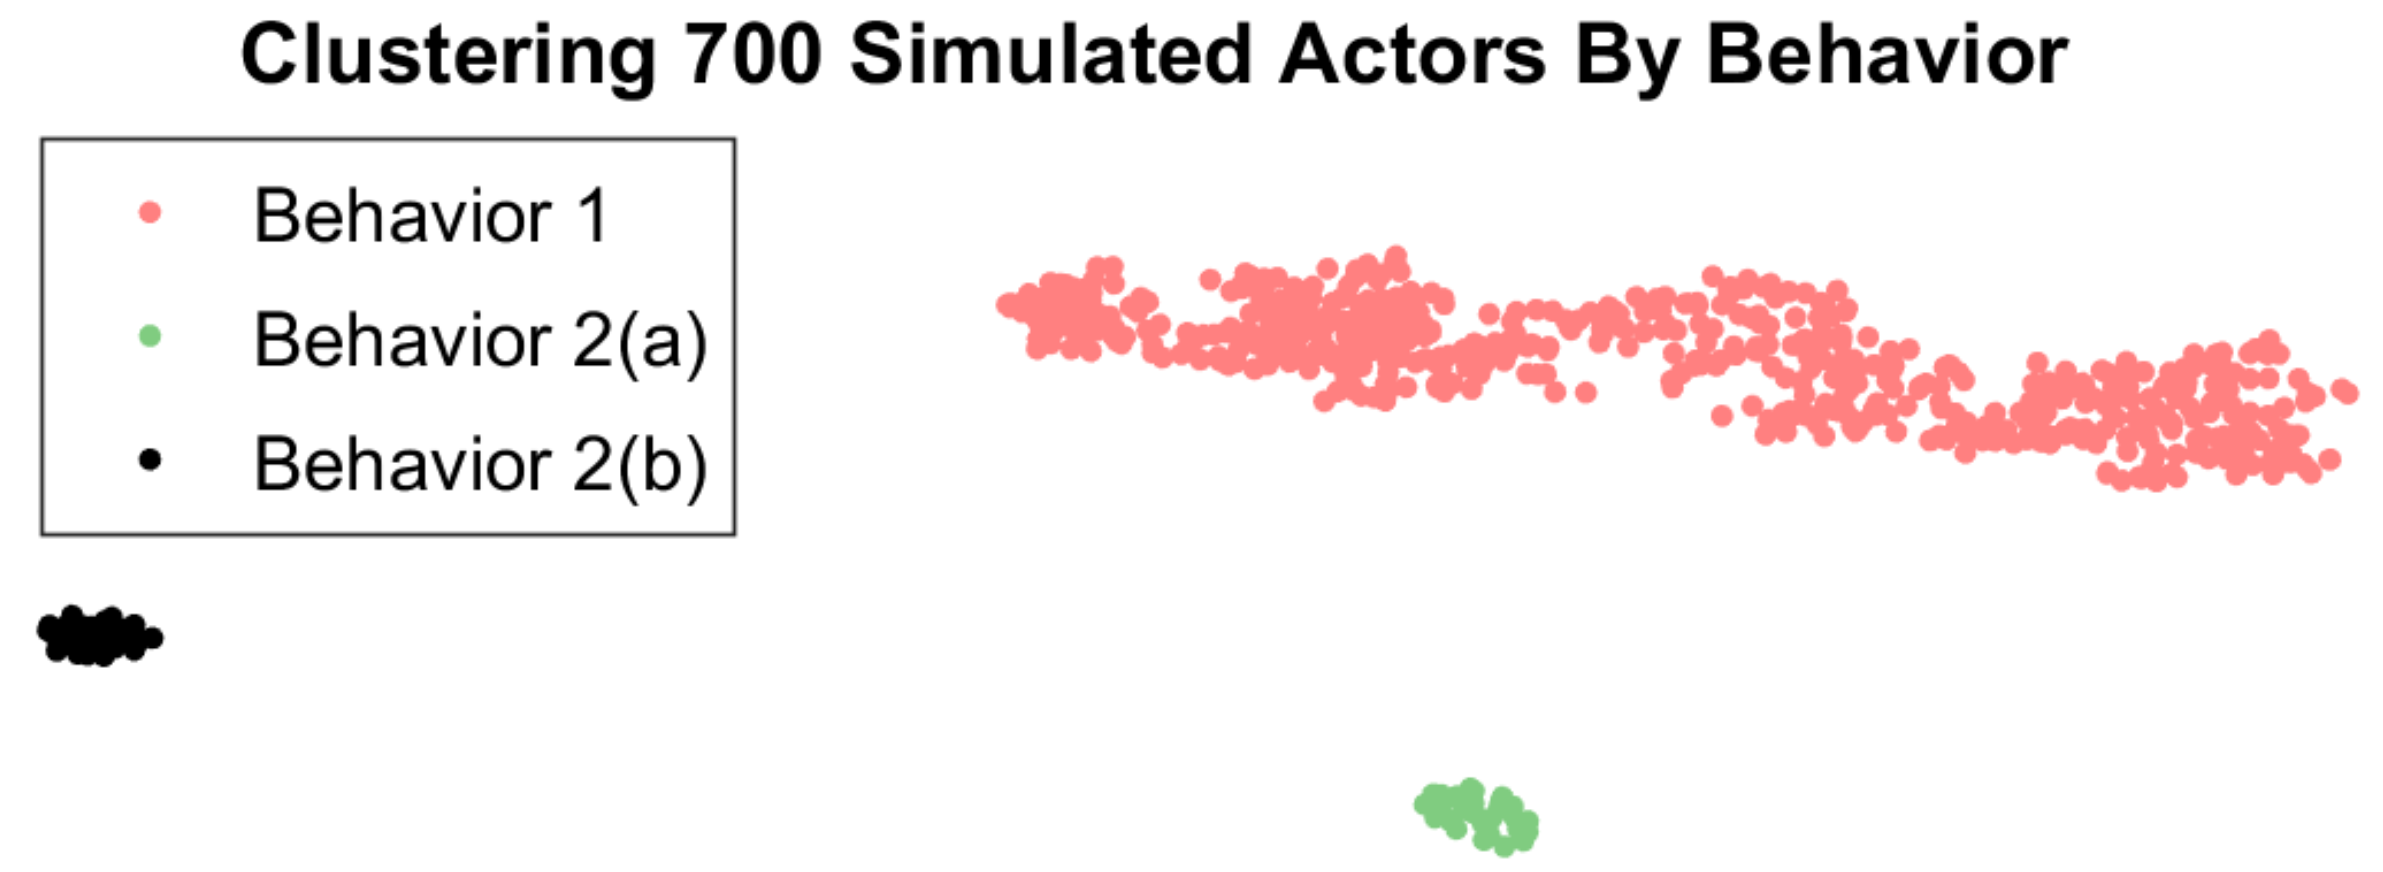 Clustering 700 Simulated Actors By Behavior
Behavior 1
Behavior 2(a)
Behavior 2(b)